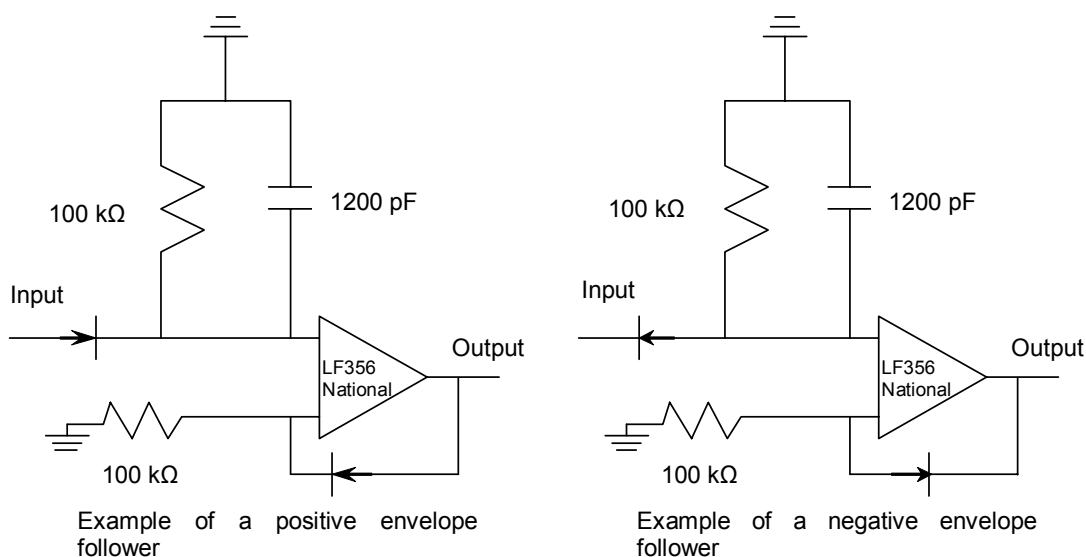 100 kΩ
1200 pF
Input
LF356
National
Output
100 kΩ
Example of a positive envelope
follower
100 kΩ
1200 pF
Input
LF356
National
Output
100 kΩ
Example of a negative envelope
follower